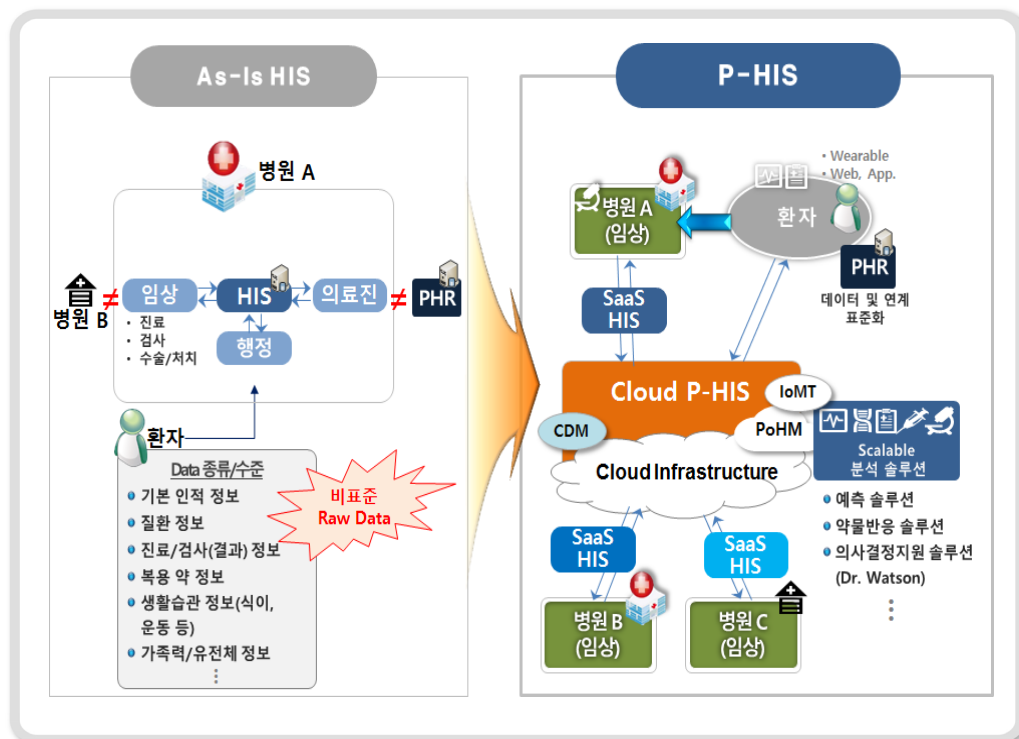 As-Is HIS
병원 A
병원 B
≠
임상
HIS
의료진
≠
PHR
• 진료
• 검사
• 수술/처치
행정
환자
Data 종류/수준
기본 인적 정보
질환 정보
진료/검사(결과) 정보
복용 약 정보
생활습관 정보(식이,
운동 등)
가족력/유전체 정보
⋮
비표준
Raw Data
P-HIS
• Wearable
• Web, App.
병원 A
(임상)
환자
PHR
데이터 및 연계
표준화
SaaS
HIS
Cloud P-HIS
IoMT
CDM
PoHM
Cloud Infrastructure
Scalable
분석 솔루션
예측 솔루션
약물반응 솔루션
의사결정지원 솔루션
(Dr. Watson)
⋮
SaaS
HIS
SaaS
HIS
병원 B
(임상)
병원 C
(임상)